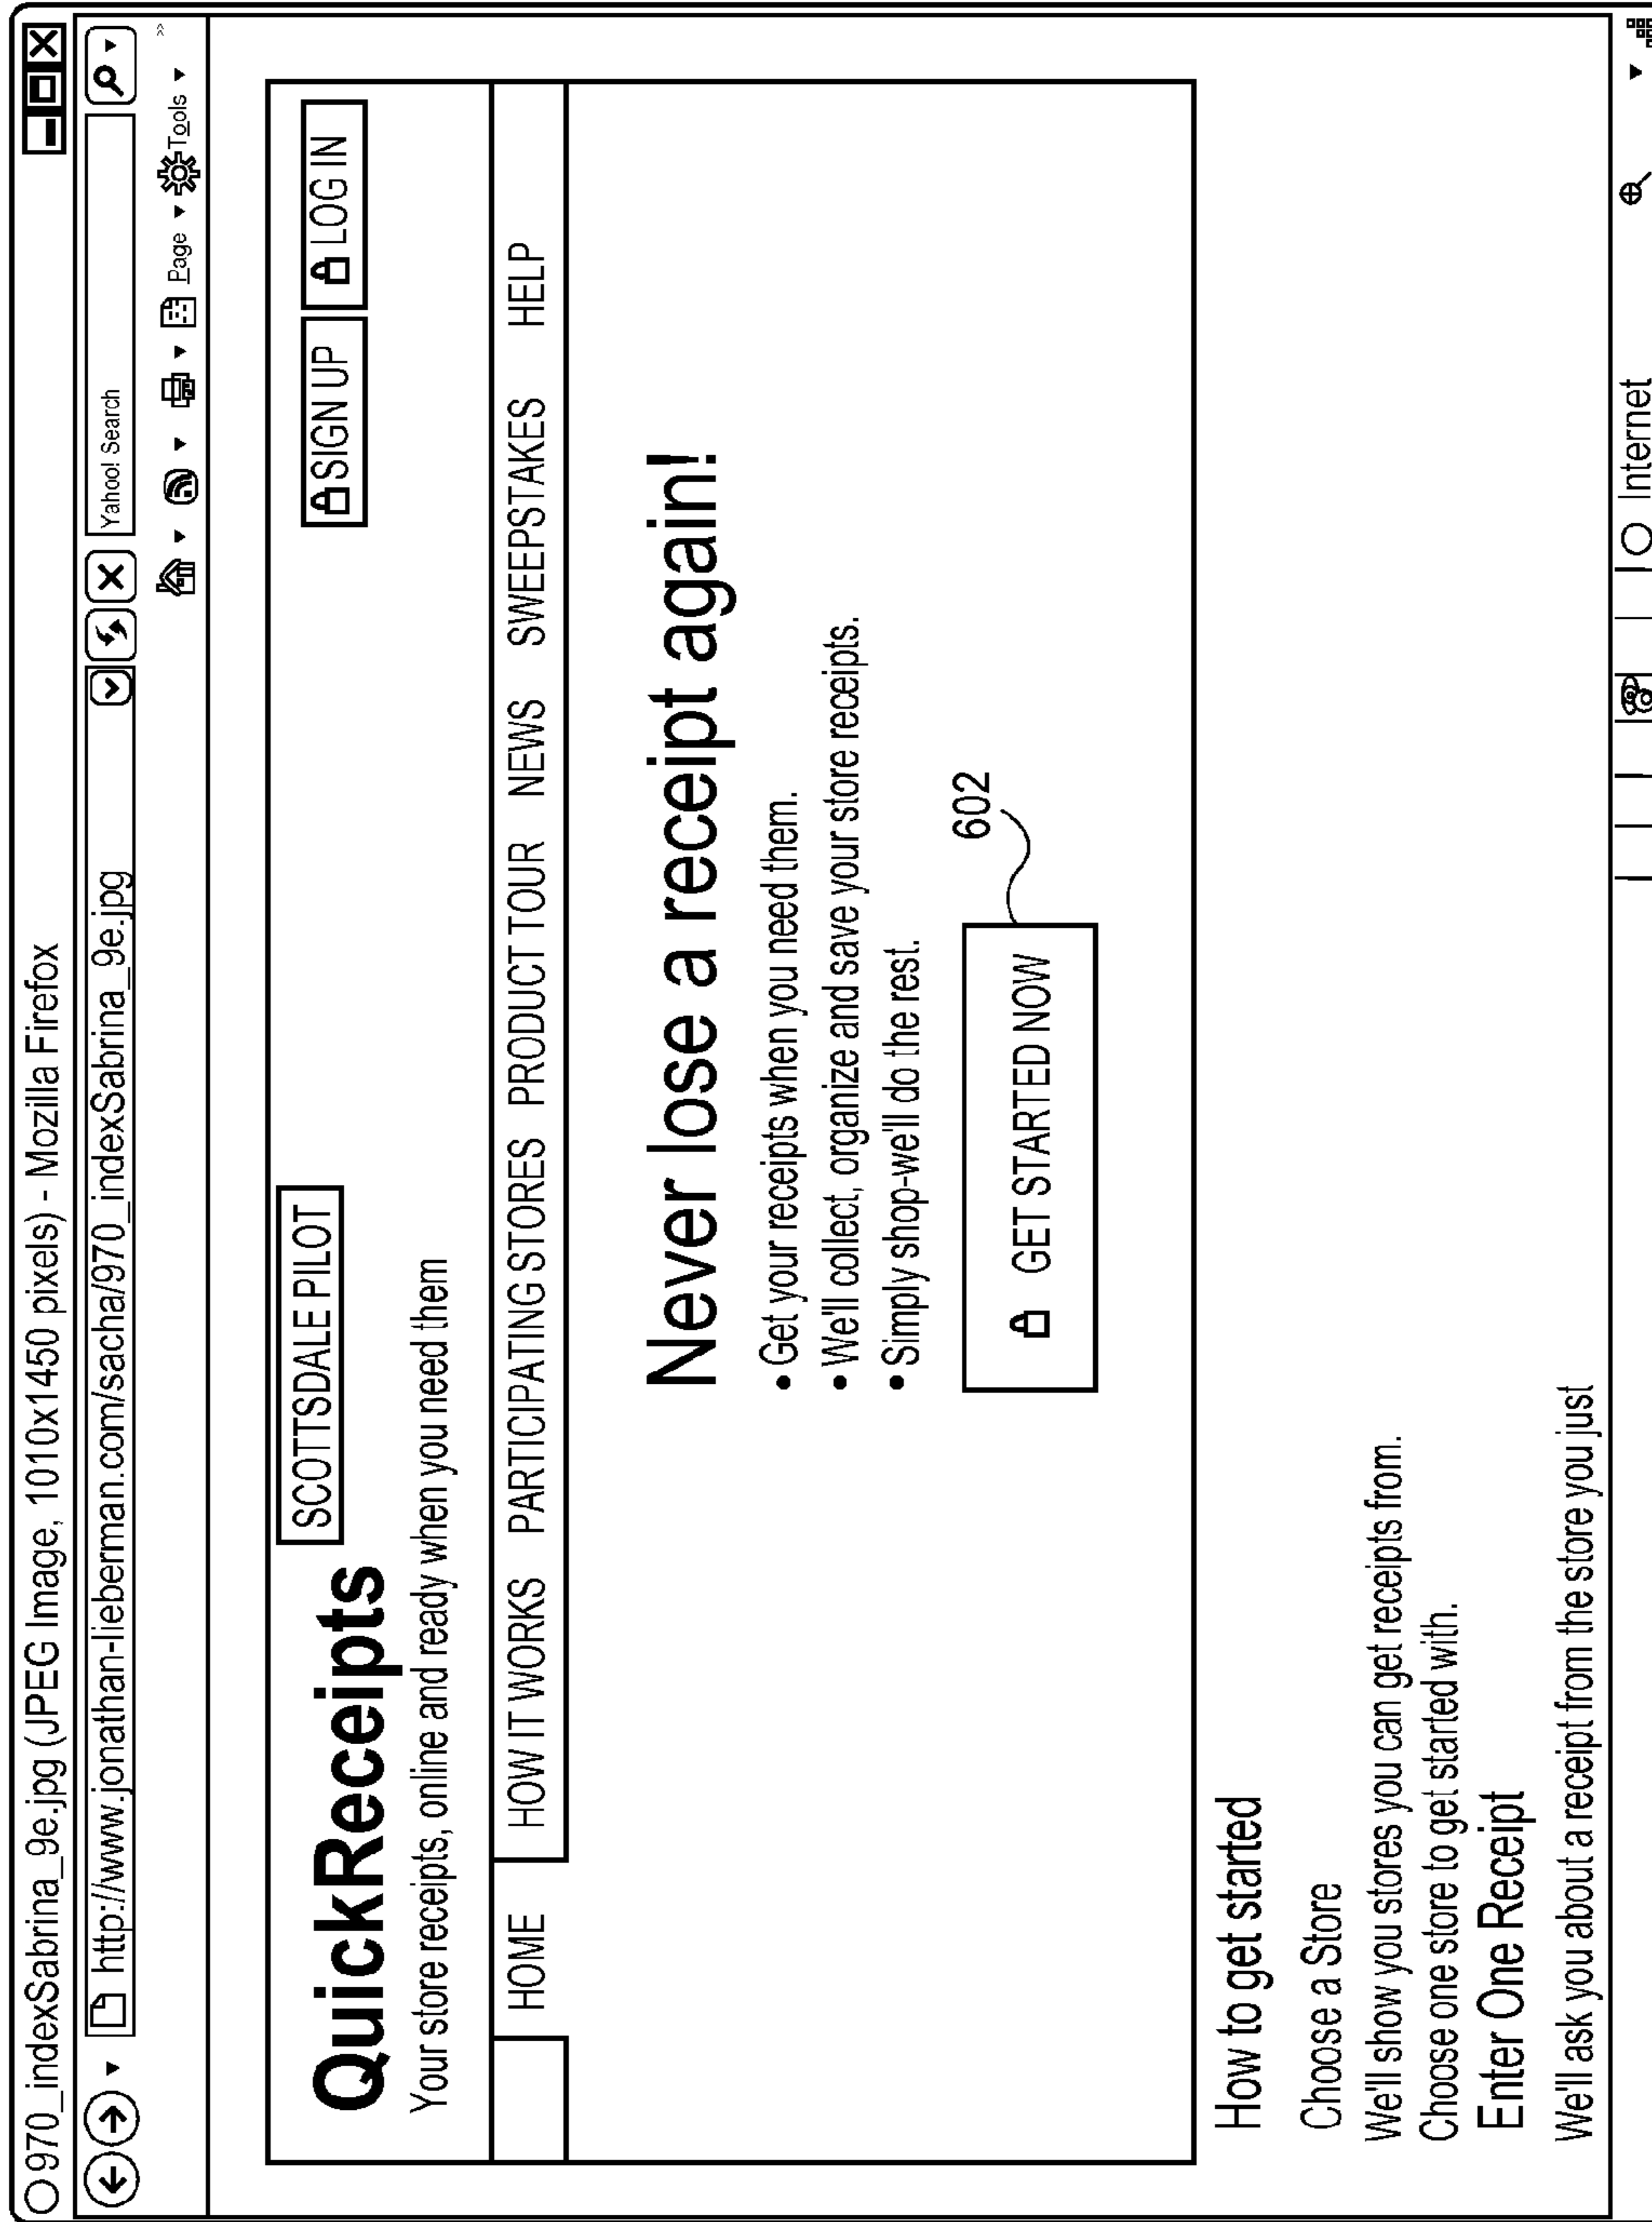 970_indexSabrina_9e.jpg (JPEG Image, 1010x1450 pixels) - Mozilla Firefox
http://www.jonathan-lieberman.com/sacha/970_indexSabrina_9e.jpg
Yahoo! Search
Page Tools >>
SCOTTSDALE PILOT
SIGN UP LOG IN
QuickReceipts
Your store receipts, online and ready when you need them
HOME HOW IT WORKS PARTICIPATING STORES PRODUCT TOUR NEWS SWEEPSTAKES HELP
Never lose a receipt again!
• Get your receipts when you need them.
• We'll collect, organize and save your store receipts.
• Simply shop-we'll do the rest.
602
GET STARTED NOW
How to get started
Choose a Store
We'll show you stores you can get receipts from.
Choose one store to get started with.
Enter One Receipt
We'll ask you about a receipt from the store you just
Internet